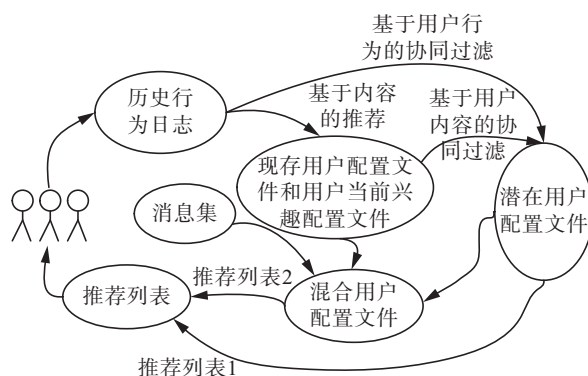 基于用户行
为的协同过滤
历史行
为日志
基于内容
的推荐
基于用户
内容的协
同过滤
现存用户配置文
件和用户当前兴
趣配置文件
潜在用户
配置文件
消息集
推荐列表2
混合用户
配置文件
推荐列表
推荐列表1